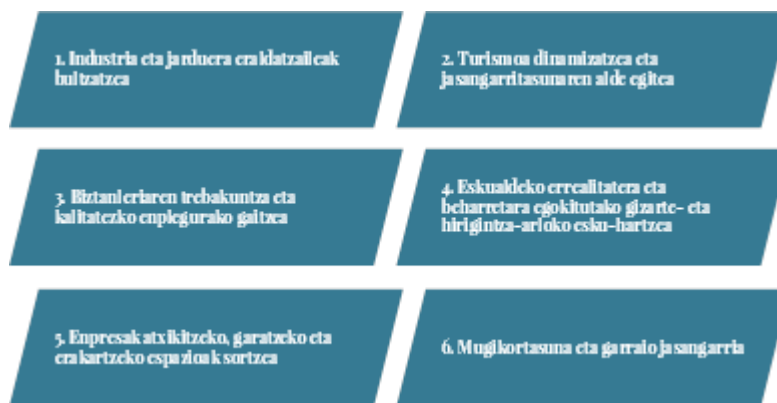 1. Industria eta jarduera eraldatzaileak
bultzatzea
2. Turismoa dinamizatzea eta
jasangarritasunaren alde egitea
3. Biztanleriaren trebakuntza eta
kalitatezko enplegurako gaitzea
4. Eskualdeko errealitatera eta
beharretara egokitutako gizarte- eta
hirigintza-arloko esku-hartzea
5. Enpresak atxikitzeko, garatzeko eta
erakartzeko espazioak sortzea
6. Mugikortasuna eta garraio jasangarria